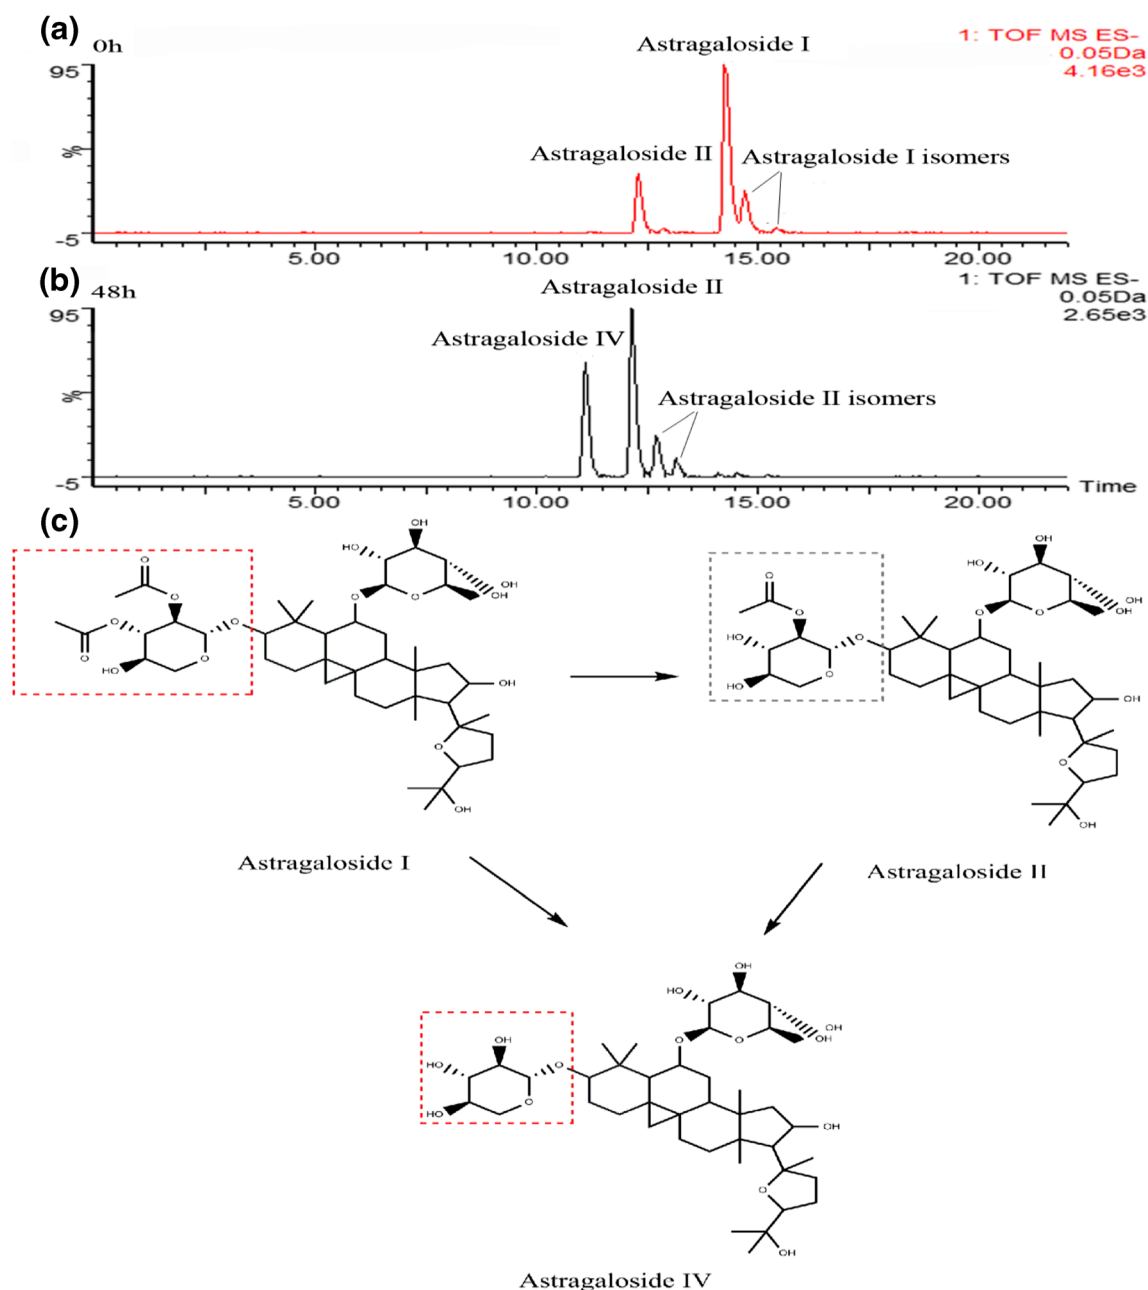 (a)
0h
Astragaloside I
1: TOF MS ES-
0.05Da
4.16e3
95
%
Astragaloside II
Astragaloside I isomers
-5
5.00 10.00 15.00 20.00
(b)
48h
Astragaloside II
1: TOF MS ES-
0.05Da
2.65e3
95
Astragaloside IV
%
Astragaloside II isomers
-5
Time
5.00 10.00 15.00 20.00
(c)
OH
HO
OH
OH
O
O
O
O
O
O
O
O
HO
OH
O
OH
OH
HO
OH
OH
O
O
O
O
HO
O
O
HO
OH
O
OH
Astragaloside I
Astragaloside II
OH
HO
OH
OH
O
O
OH
HO
O
O
HO
OH
O
OH
Astragaloside IV